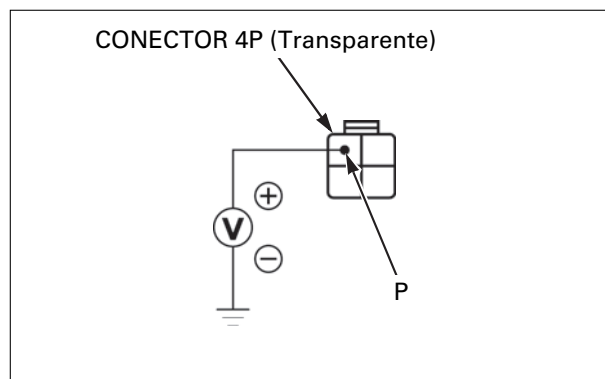 CONECTOR 4P (Transparente)
+
V
−
P